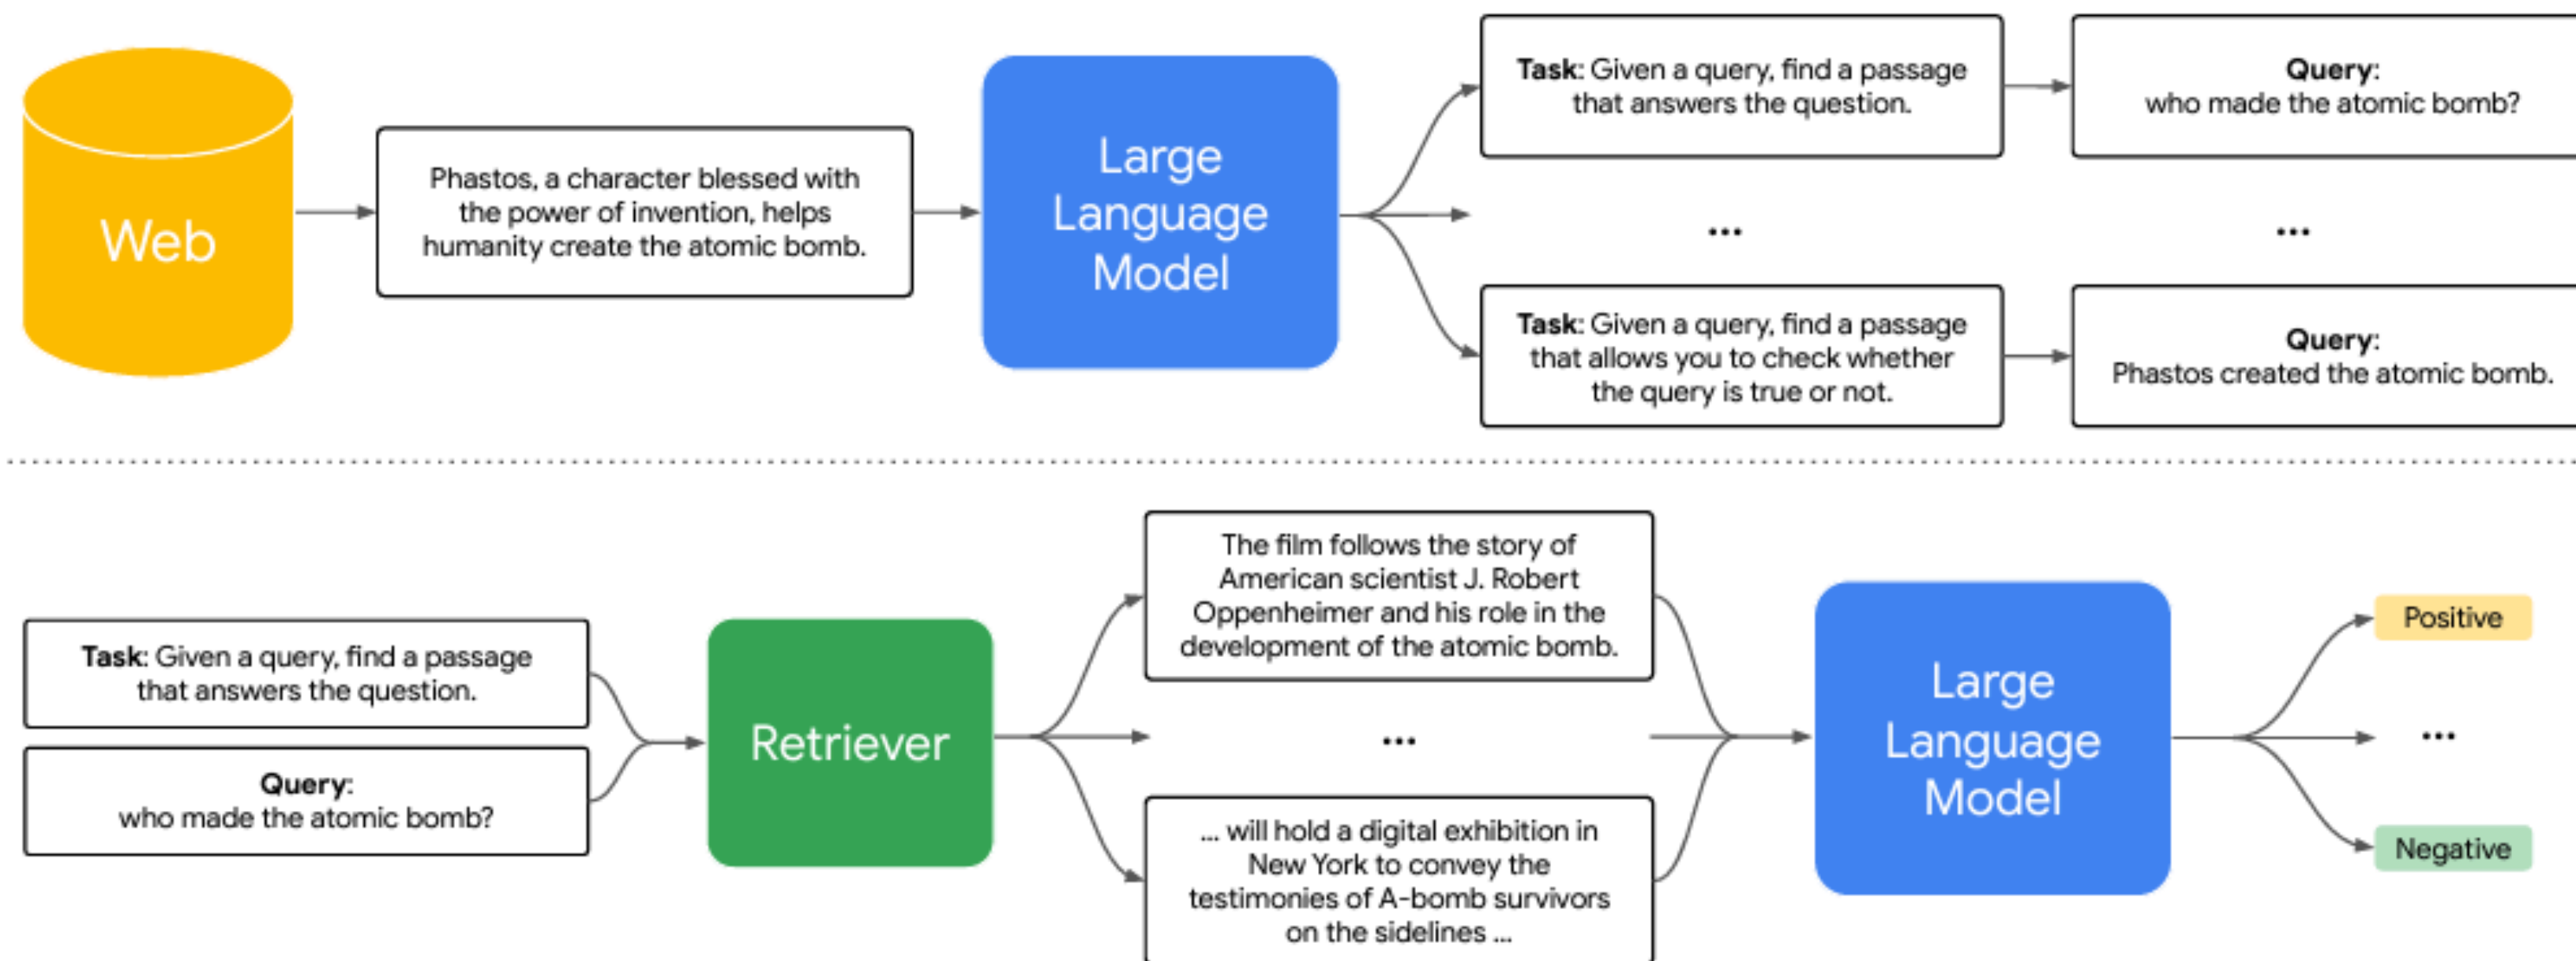 Web
Phastos, a character blessed with
the power of invention, helps
humanity create the atomic bomb.
Large
Language
Model
Task: Given a query, find a passage
that answers the question.
Query:
who made the atomic bomb?
...
...
Task: Given a query, find a passage
that allows you to check whether
the query is true or not.
Query:
Phastos created the atomic bomb.
Task: Given a query, find a passage
that answers the question.
Query:
who made the atomic bomb?
Retriever
The film follows the story of
American scientist J. Robert
Oppenheimer and his role in the
development of the atomic bomb.
...
... will hold a digital exhibition in
New York to convey the
testimonies of A-bomb survivors
on the sidelines ...
Large
Language
Model
Positive
...
Negative